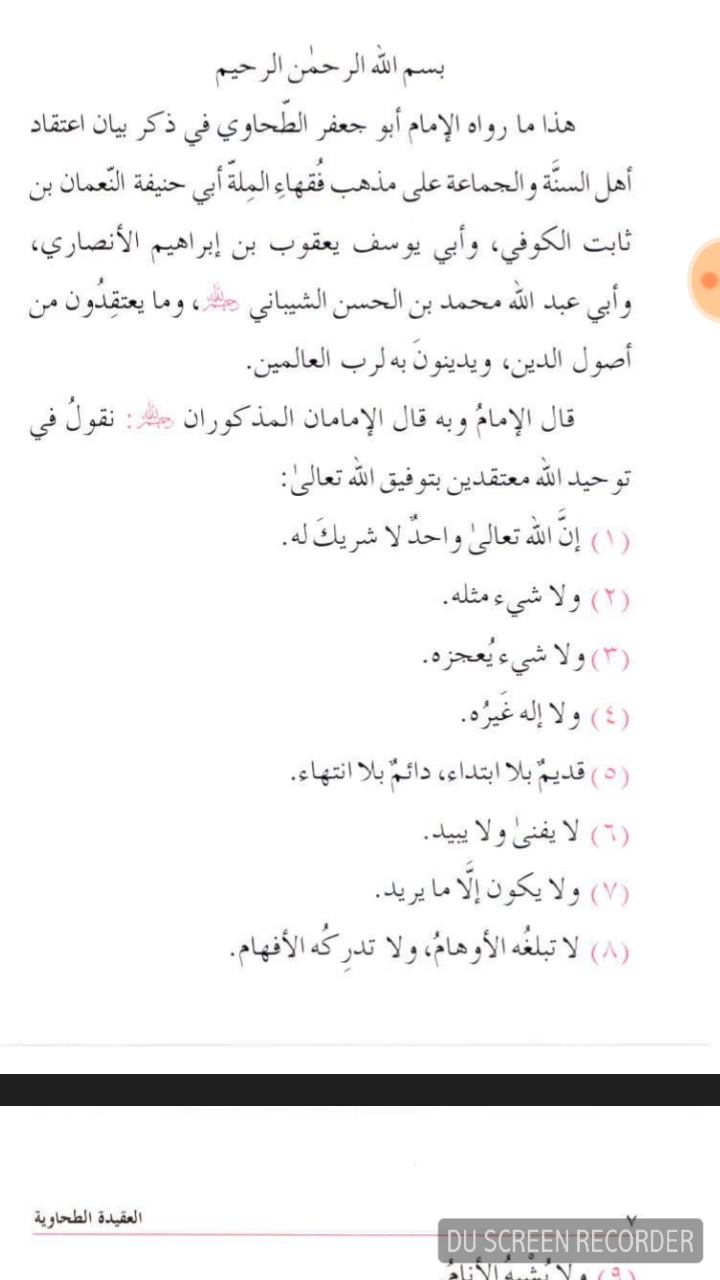 بسم الله الرحمٰن الرحيم
هذا ما رواه الإمام أبو جعفر الطّحاوي في ذكر بيان اعتقاد
أهل السنَّة والجماعة على مذهب فُقهاءِ المِلةّ أبي حنيفة النّعمان بن
ثابت الكوفي، وأبي يوسف يعقوب بن إبراهيم الأنصاري،
وأبي عبد الله محمد بن الحسن الشيباني ، وما يعتقِدُون من
أصول الدين، ويدينونَ به لرب العالمين.
قال الإمامُ وبه قال الإمامان المذكوران : نقولُ في
توحيد الله معتقدين بتوفيق الله تعالىٰ:
(١) إنَّ الله تعالىٰ واحدٌ لا شريكَ له.
(٢) ولا شيء مثله.
(٣) ولا شيء يُعجزه.
(٤) ولا إله غَيرُه.
(٥) قديمٌ بلا ابتداء، دائمٌ بلا انتهاء.
(٦) لا يفنىٰ ولا يبيد.
(٧) ولا يكون إلَّا ما يريد.
(٨) لا تبلغُه الأوهامُ، ولا تدرِكُه الأفهام.
٧ العقيدة الطحاوية
DU SCREEN RECORDER
(٩) ولا يُشْبِهُ الأنامُ.